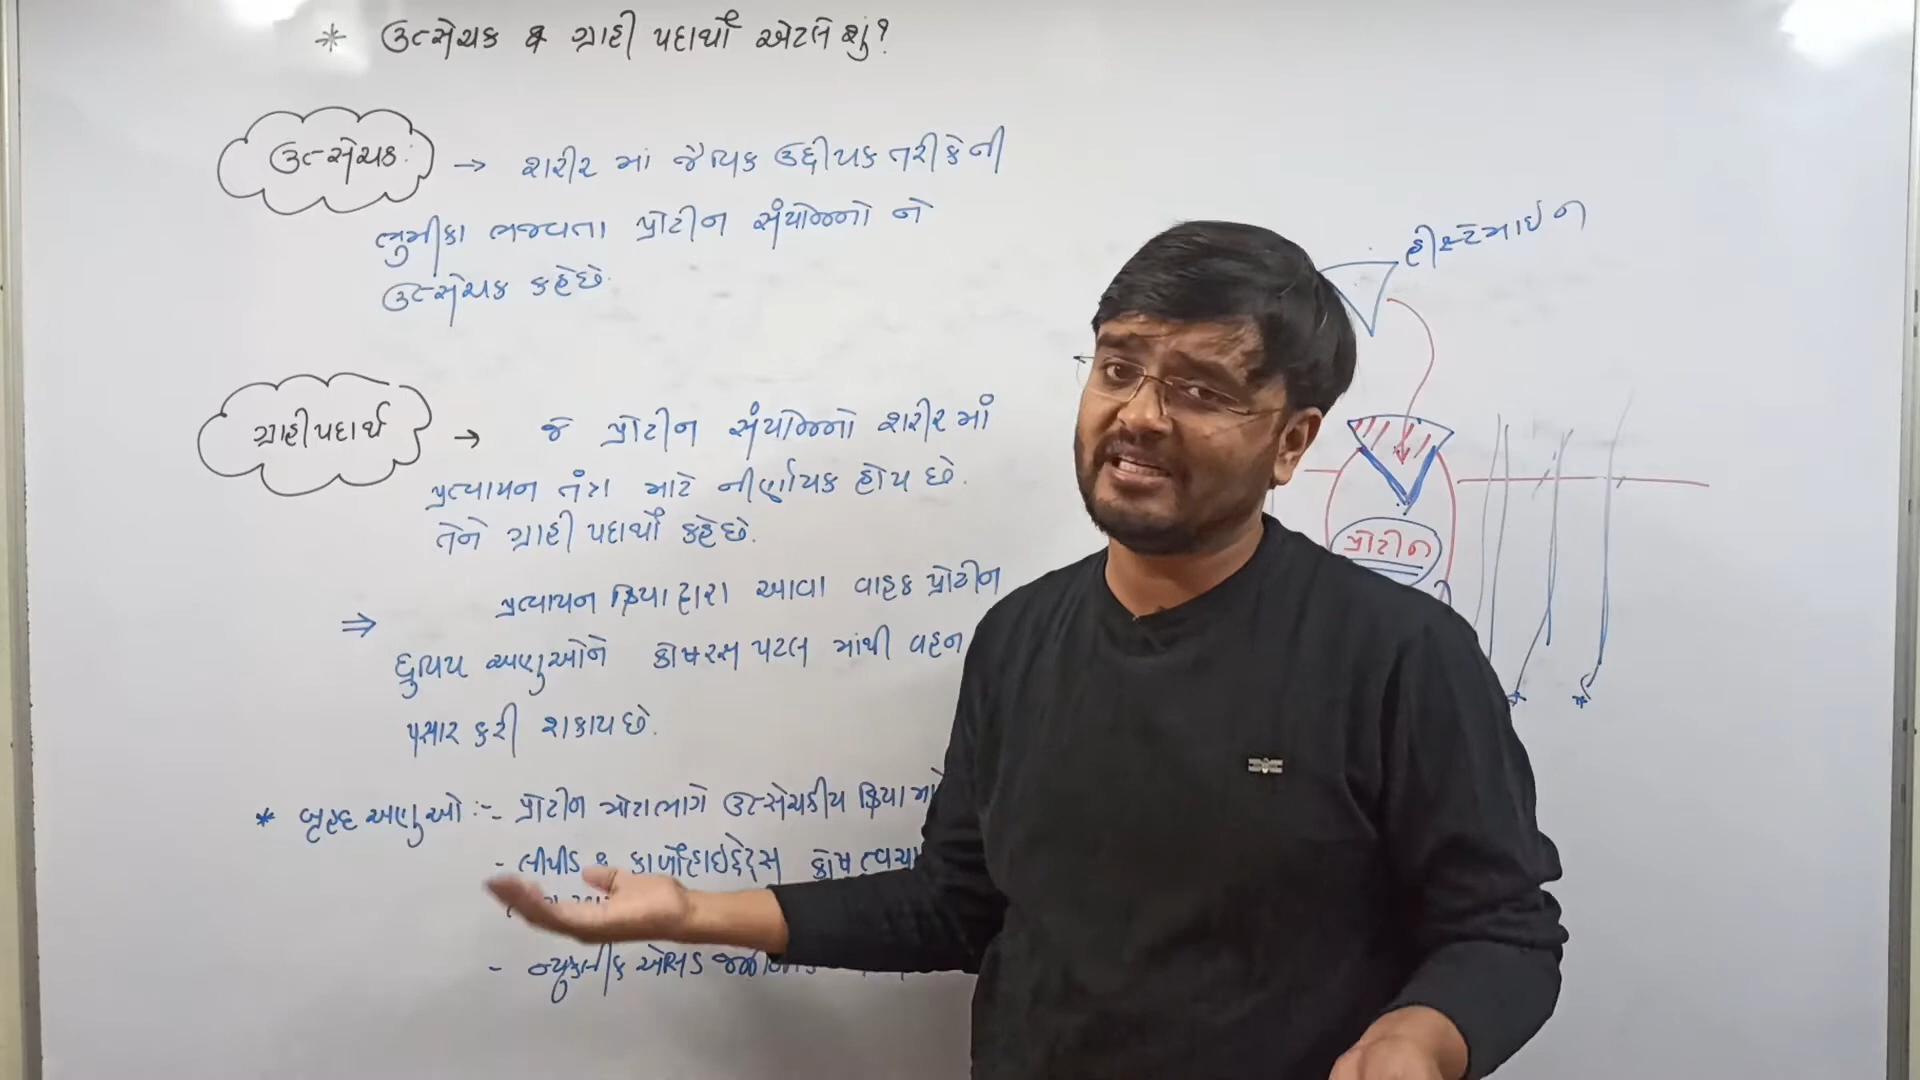 * ઉત્સેચક & ગ્રાહી પદાર્થો એટલે શું?
ઉત્સેચક: → શરીર માં જૈવિક ઉદ્દીપક તરીકે ની
ભુમીકા ભજવતા પ્રોટીન સંયોજનો ને
ઉત્સેચક કહેછે.
ગ્રાહીપદાર્થ → જે પ્રોટીન સંયોજનો શરીર માં
પ્રત્યાયન તંત્ર માટે નીર્ણાયક હોય છે.
તેને ગ્રાહી પદાર્થો કહેછે.
⇒ પ્રત્યાયન ક્રિયા દ્વારા આવા વાહક પ્રોટીન
ધ્રુવિય અણુઓને કોષરસ પટલ માંથી વહન
પસાર કરી શકાય છે.
* બૃહદ અણુઓ :- પ્રોટીન મોટાભાગે ઉત્સેચકીય ક્રિયા
- લીપીડ & કાર્બોહાઇડ્રેટ્સ કોષ
- ન્યુક્લીક એસિડ
હીસ્ટેમાઇન
પ્રોટીન